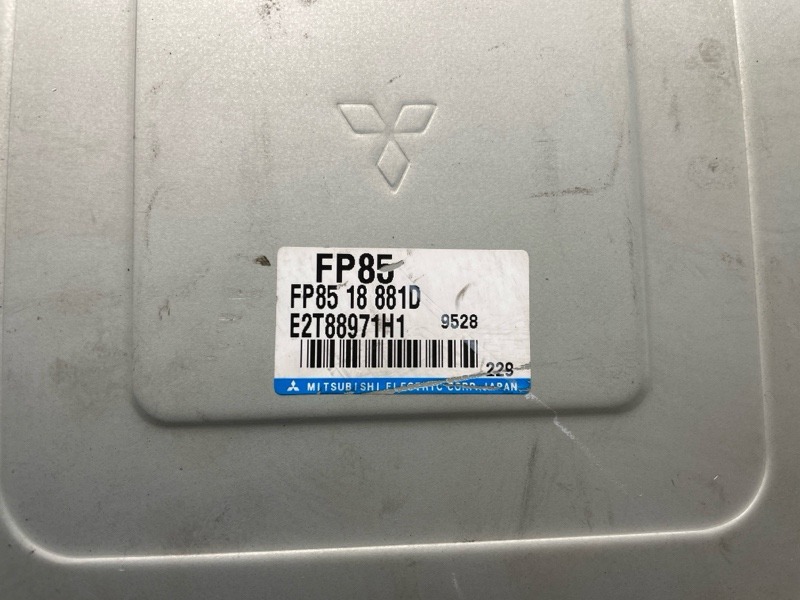 FP85
FP85 18 881D
E2T88971H1 9528
229
MITSUBISHI ELECTRIC CORP.JAPAN